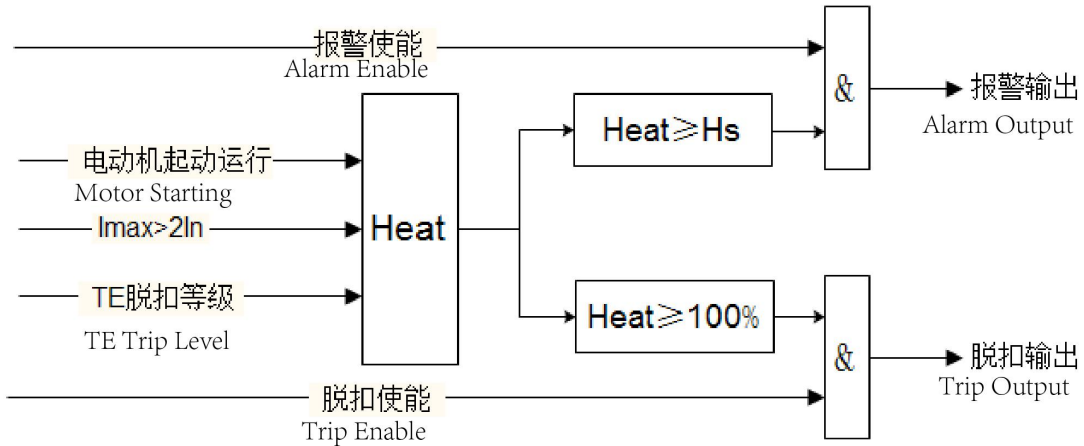 报警使能
Alarm Enable
&
报警输出
Alarm Output
Heat≥Hs
电动机起动运行
Motor Starting
Imax>2In
Heat
TE脱扣等级
TE Trip Level
Heat≥100%
&
脱扣输出
Trip Output
脱扣使能
Trip Enable